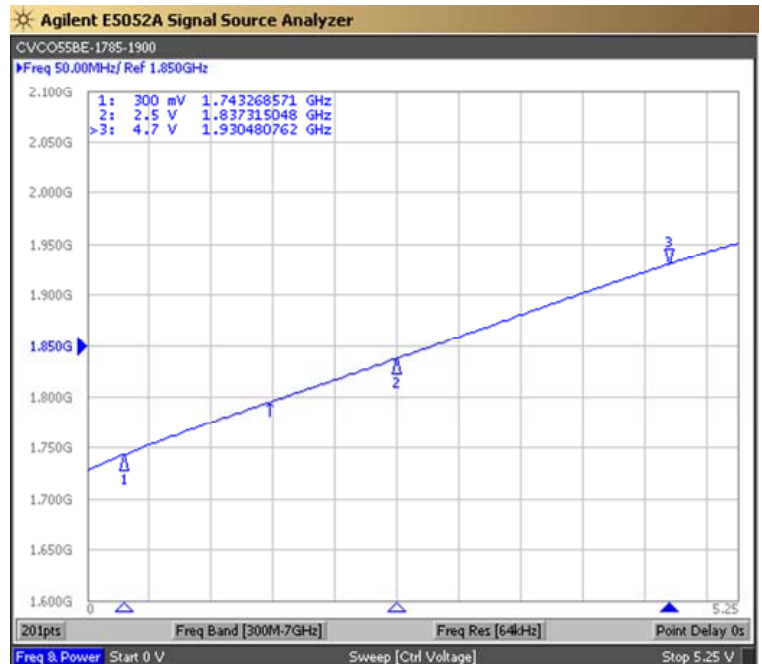 Agilent E5052A Signal Source Analyzer
CVCO55BE-1785-1900
Freq 50.00MHz/ Ref 1.850GHz
2.100G
1: 300 mV 1.743268571 GHz
2: 2.5 V 1.837315048 GHz
>3: 4.7 V 1.930480762 GHz
2.050G
2.000G
1.950G
3
1.900G
1.850G
2
1.800G
1.750G
1
1.700G
1.650G
1.600G
0 5.25
201pts Freq Band [300M-7GHz] Freq Res [64kHz] Point Delay 0s
Freq & Power Start 0 V Sweep [Ctrl Voltage] Stop 5.25 V